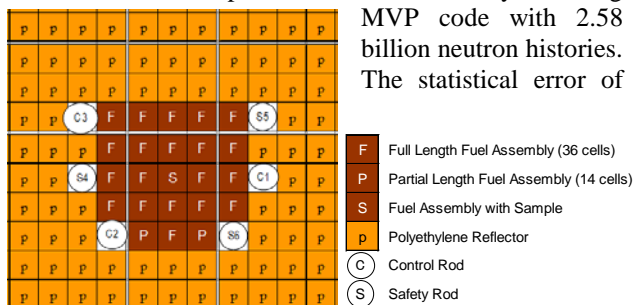 MVP code with 2.58
billion neutron histories.
The statistical error of
p p p p p p p p p p p
p p p p p p p p p p p
p p p p p p p p p p p
p p C3 F F F F F S5 p p
p p p F F F F F p p p
p p S4 F F S F F C1 p p
p p p F F F F F p p p
p p p C2 P F P S6 p p p
p p p p p p p p p p p
p p p p p p p p p p p
F Full Length Fuel Assembly (36 cells)
P Partial Length Fuel Assembly (14 cells)
S Fuel Assembly with Sample
p Polyethylene Reflector
C Control Rod
S Safety Rod